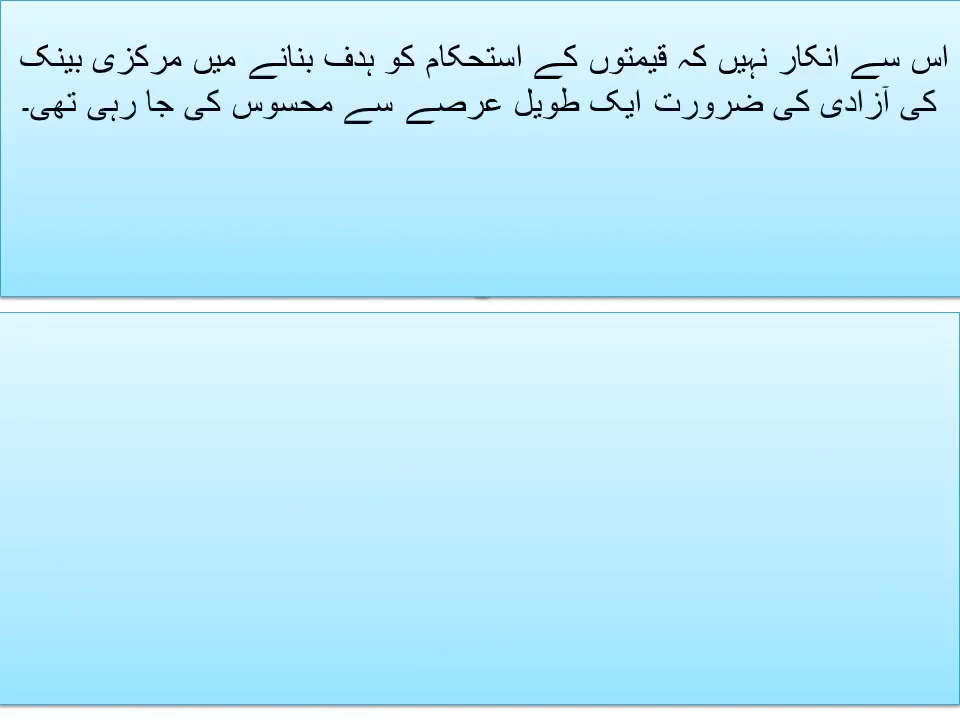 اس سے انکار نہیں کہ قیمتوں کے استحکام کو ہدف بنانے میں مرکزی بینک
کی آزادی کی ضرورت ایک طویل عرصے سے محسوس کی جا رہی تھی۔